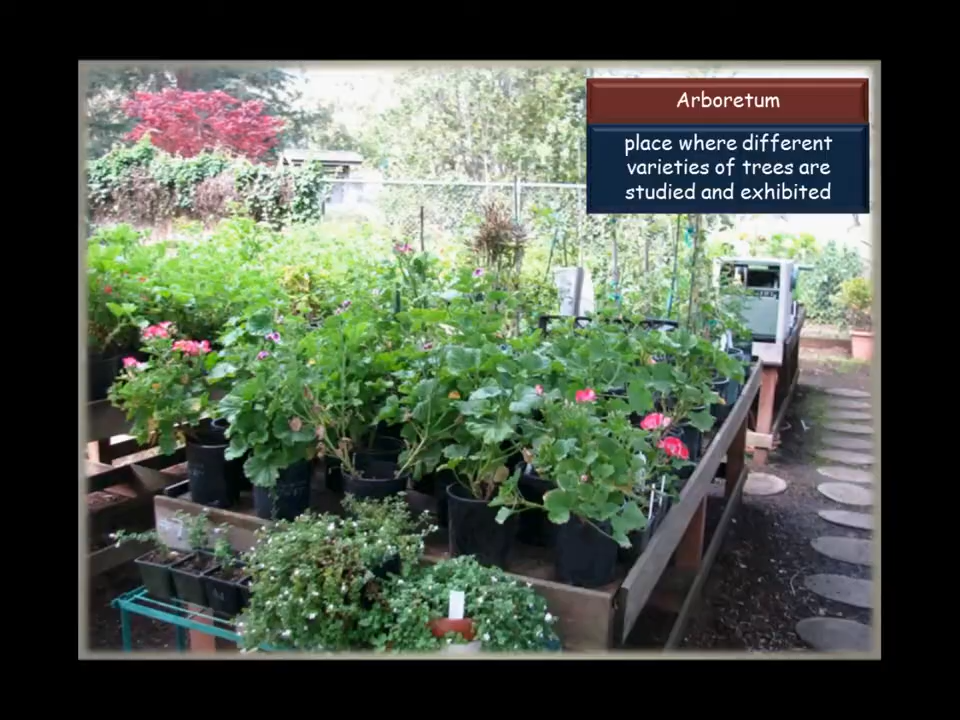 Arboretum
place where different
varieties of trees are
studied and exhibited